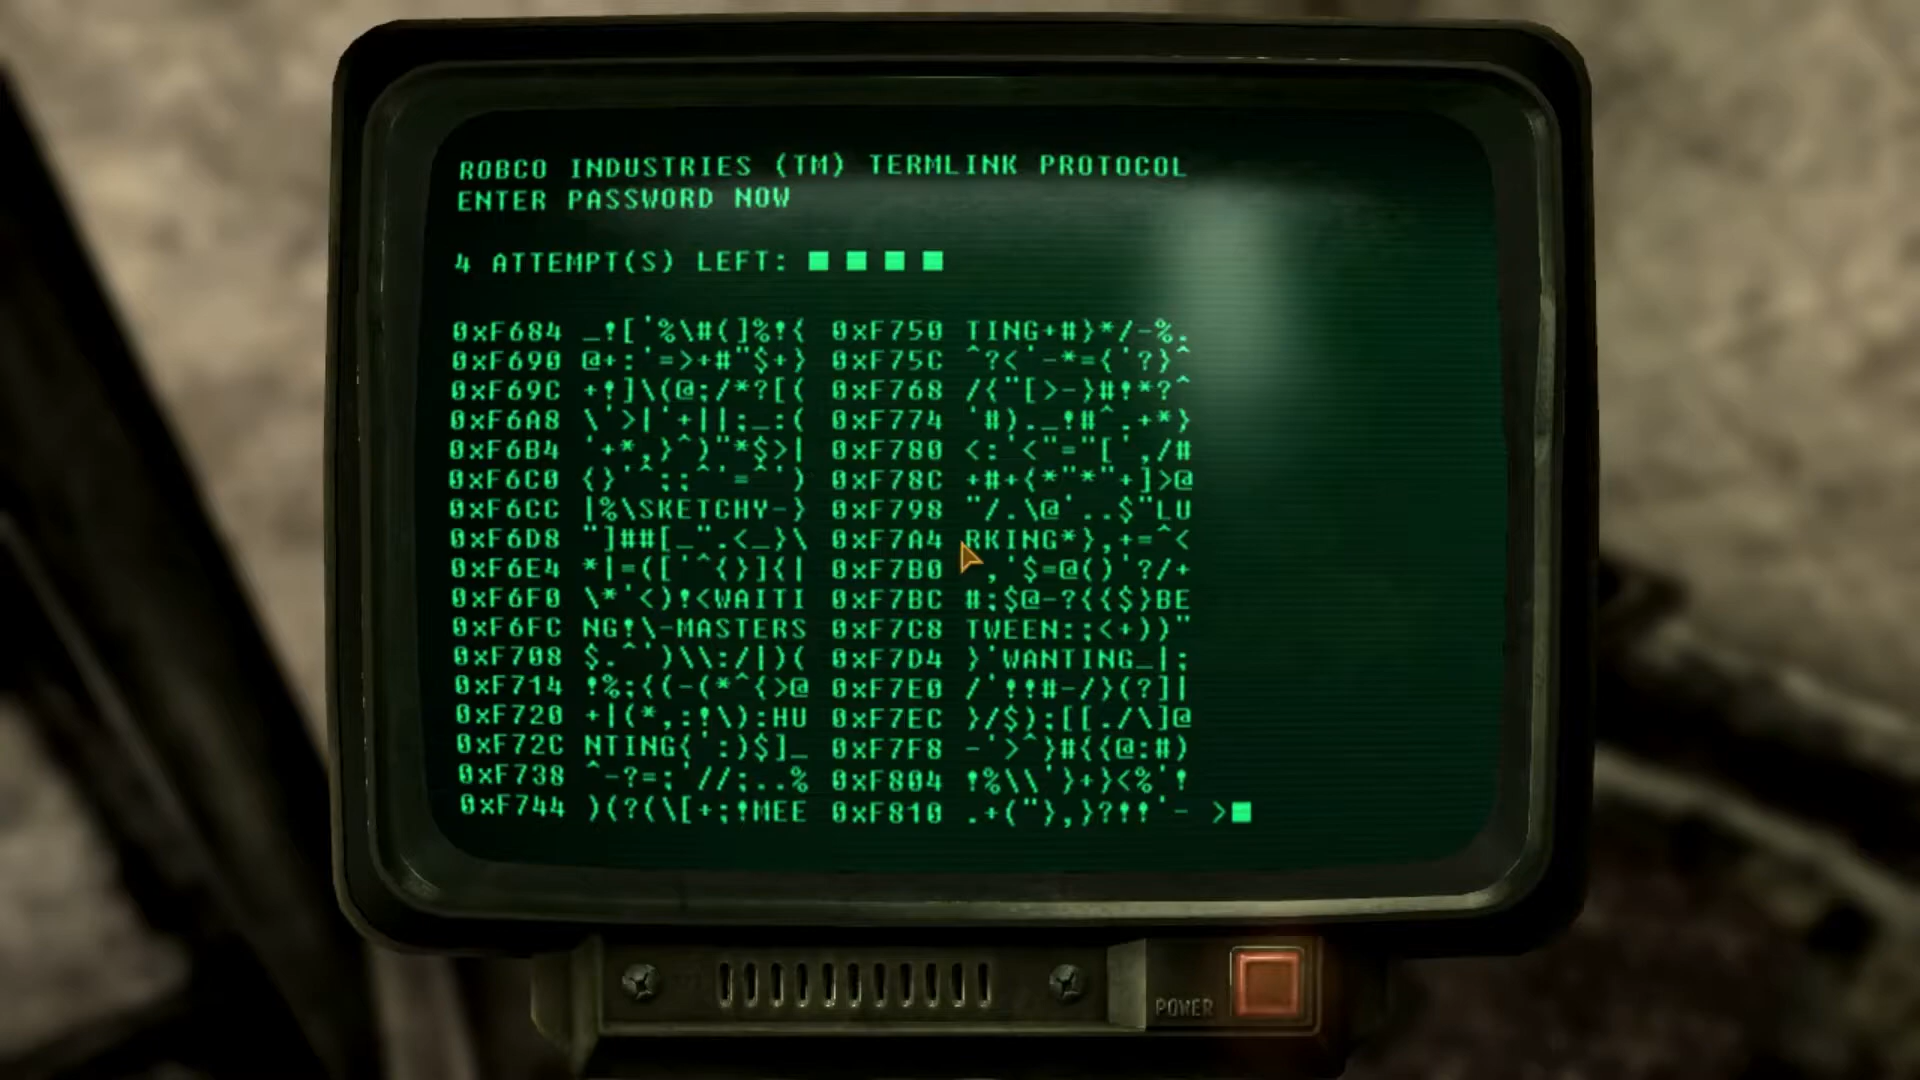 ROBCO INDUSTRIES (TM) TERMLINK PROTOCOL
ENTER PASSWORD NOW
4 ATTEMPT(S) LEFT: ■ ■ ■ ■
0xF684 _![`%\#(]%!{ 0xF750 TING+#}*/-%.
0xF690 @+:'=>+#"$+} 0xF75C ^?<'-*={'?}^
0xF69C +!]\(@;/*?[( 0xF768 /{"[>-}#!*?^
0xF6A8 \'>|'+||:_:( 0xF774 '#)._!#^.+*}
0xF6B4 '+*,}^)"*$>| 0xF780 <:'<"="[',/#
0xF6C0 {}'^;;^'=^') 0xF78C +#+{*"*"+]>@
0xF6CC |%\SKETCHY-} 0xF798 "/.\@'..$"LU
0xF6D8 "]##[_".<_}\ 0xF7A4 RKING*},+=^<
0xF6E4 *|=(['^{}]{| 0xF7B0 ,'$=@()'?/+
0xF6F0 \*'<)!<WAITI 0xF7BC #;$@-?{{$}BE
0xF6FC NG!\-MASTERS 0xF7C8 TWEEN:;<+))"
0xF708 $.^')\\:/|)( 0xF7D4 }'WANTING_|;
0xF714 !%;{(-(*^{>@ 0xF7E0 /'!!#-/}(?]|
0xF720 +|(*,:!\):HU 0xF7EC }/$);[[./\]@
0xF72C NTING{':)$]_ 0xF7F8 -'>^}#{{@:#)
0xF738 ^-?=;'//;..% 0xF804 !%\\'}+}<%'!
0xF744 )(?(\[+;!MEE 0xF810 .+("},}?!!'- >■
POWER